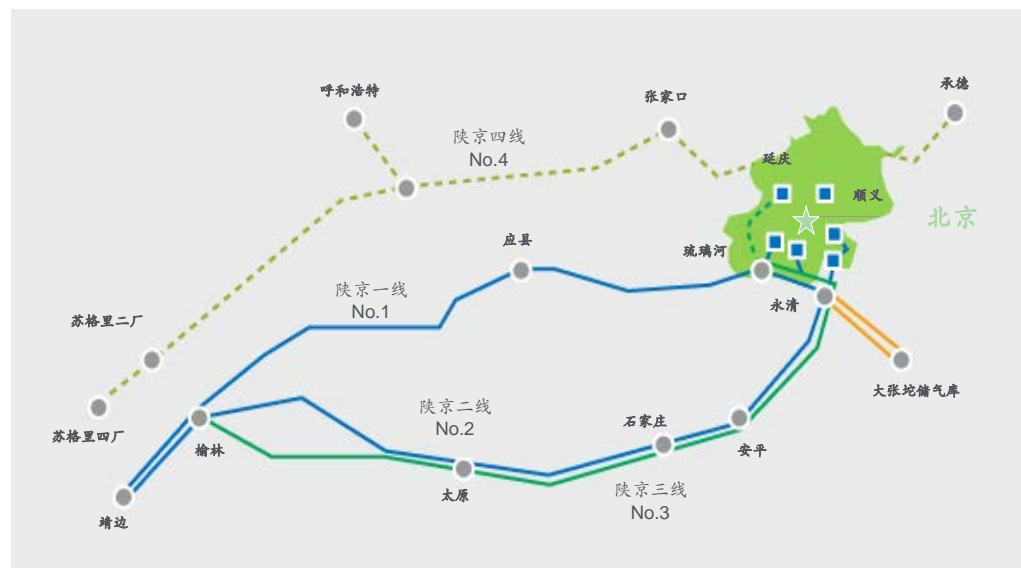 呼和浩特
张家口
承德
陕京四线
No.4
延庆
顺义
北京
应县
琉璃河
陕京一线
No.1
永清
苏格里二厂
大张坨储气库
陕京二线
No.2
石家庄
苏格里四厂
榆林
安平
太原
陕京三线
No.3
靖边